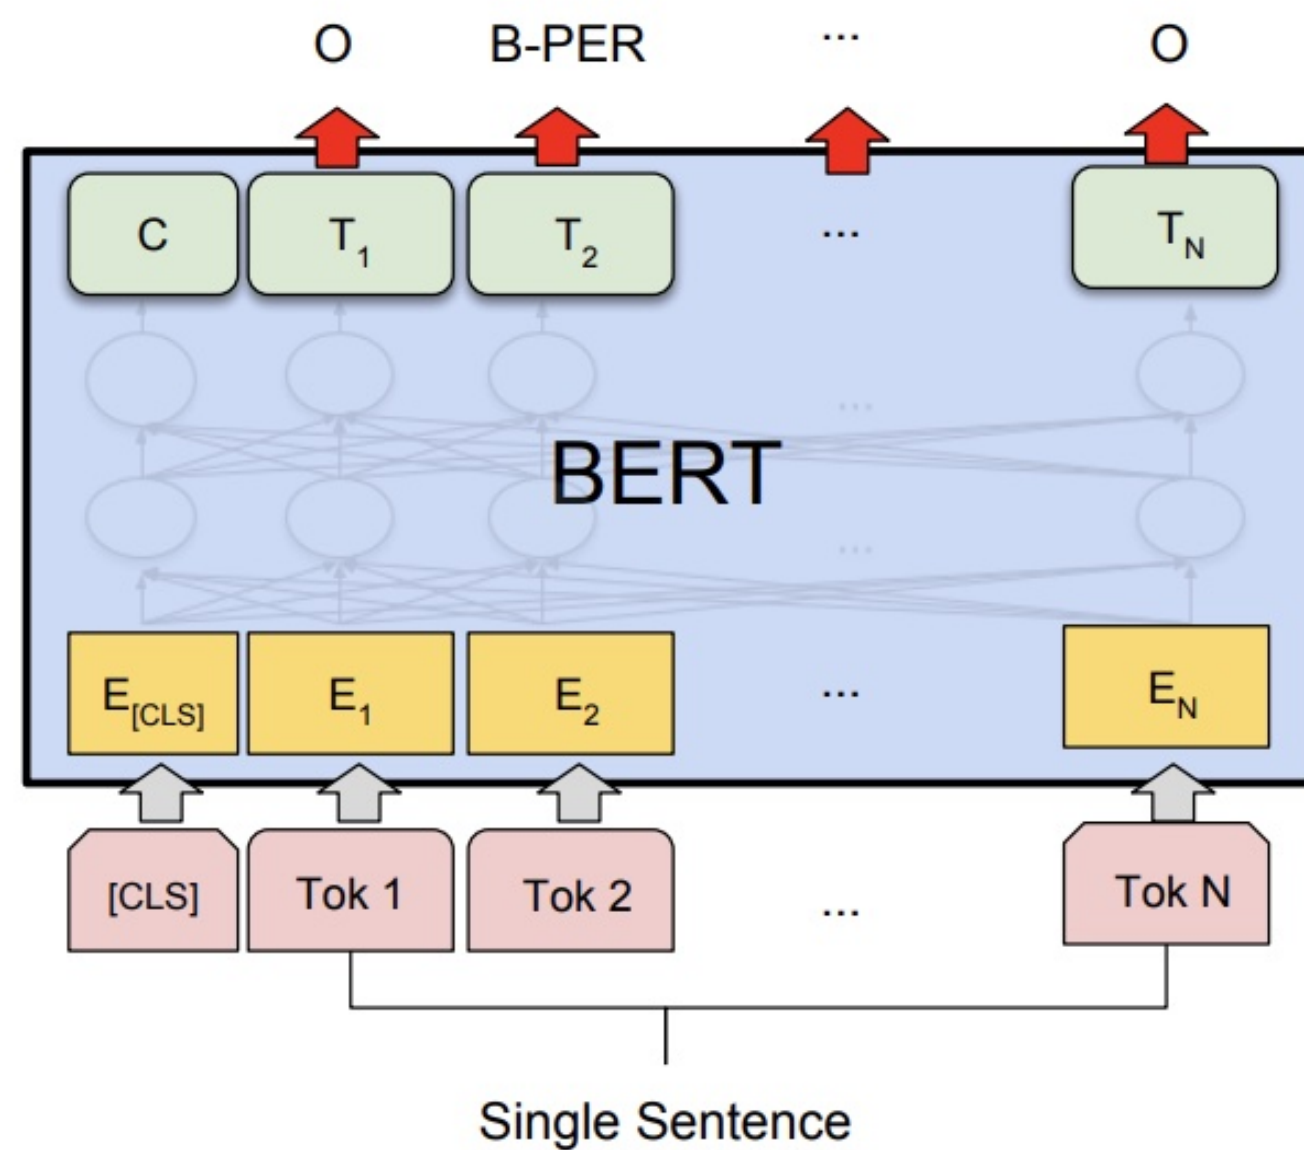 O B-PER ... O
C T1 T2 ... TN
...
BERT
...
E[CLS] E1 E2 ... EN
[CLS] Tok 1 Tok 2 ... Tok N
Single Sentence